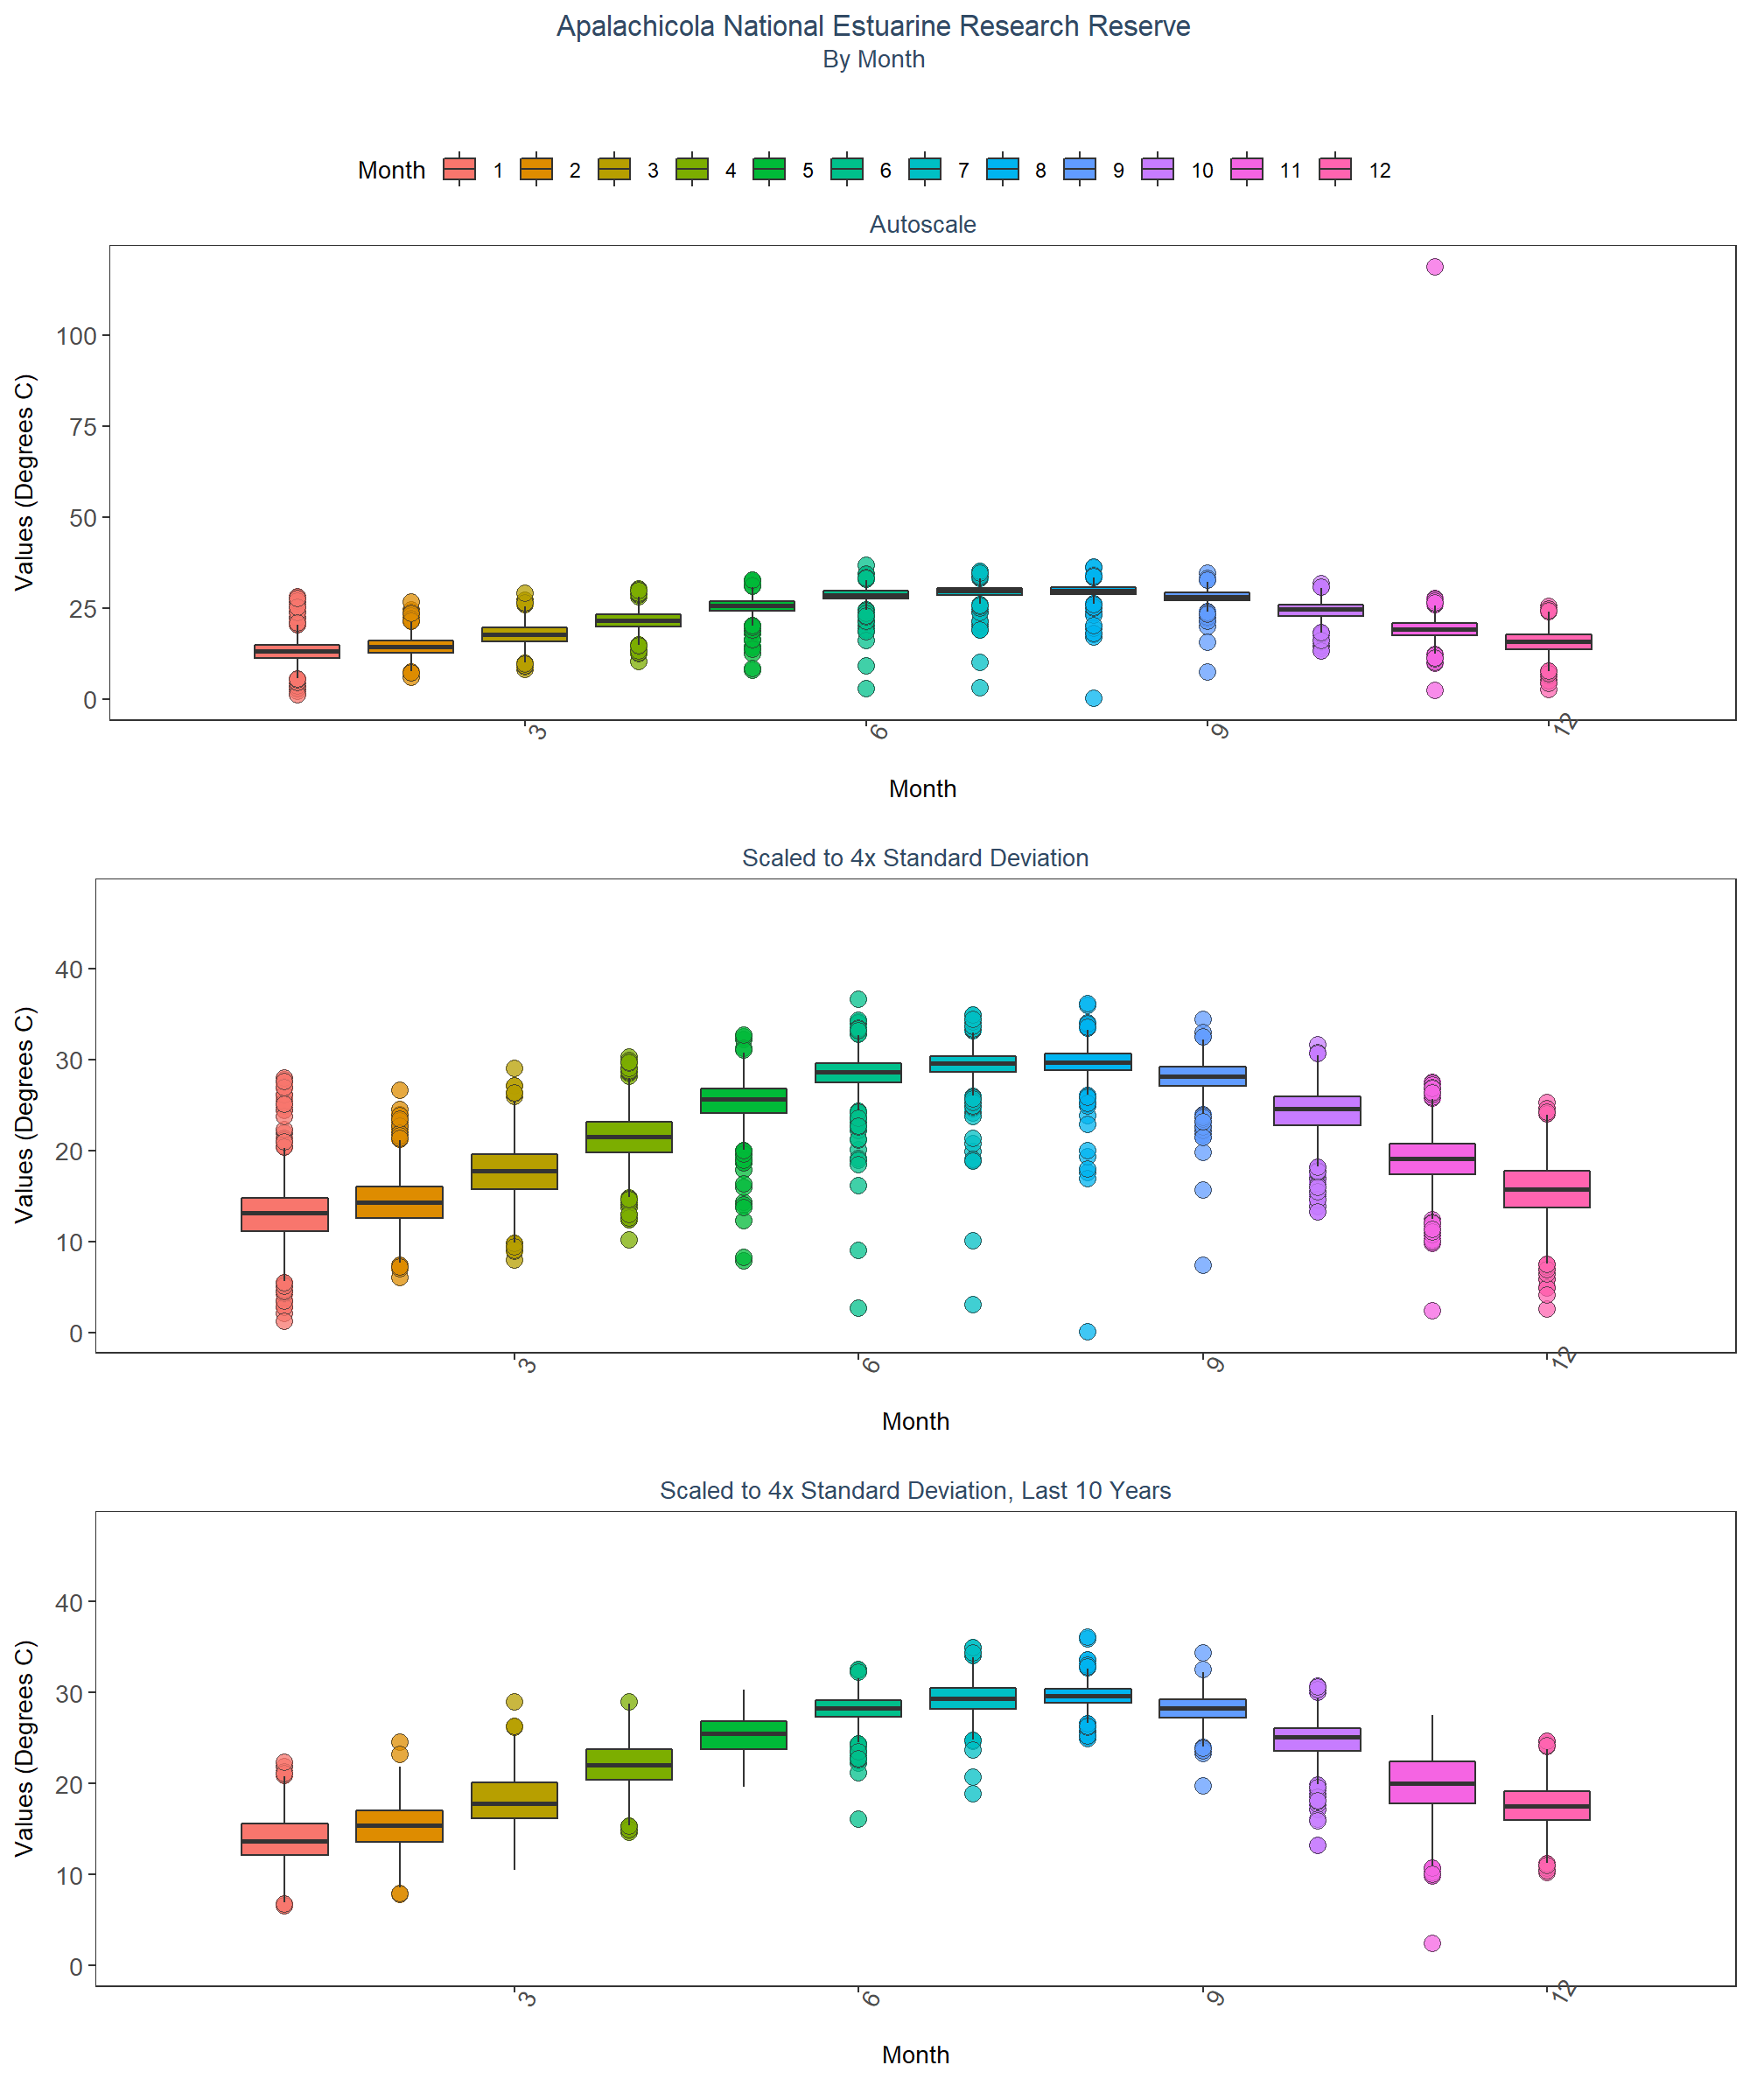 Apalachicola National Estuarine Research Reserve
By Month
Month 1 2 3 4 5 6 7 8 9 10 11 12
Autoscale
Values (Degrees C)
100
75
50
25
0
3 6 9 12
Month
Scaled to 4x Standard Deviation
Values (Degrees C)
40
30
20
10
0
3 6 9 12
Month
Scaled to 4x Standard Deviation, Last 10 Years
Values (Degrees C)
40
30
20
10
0
3 6 9 12
Month